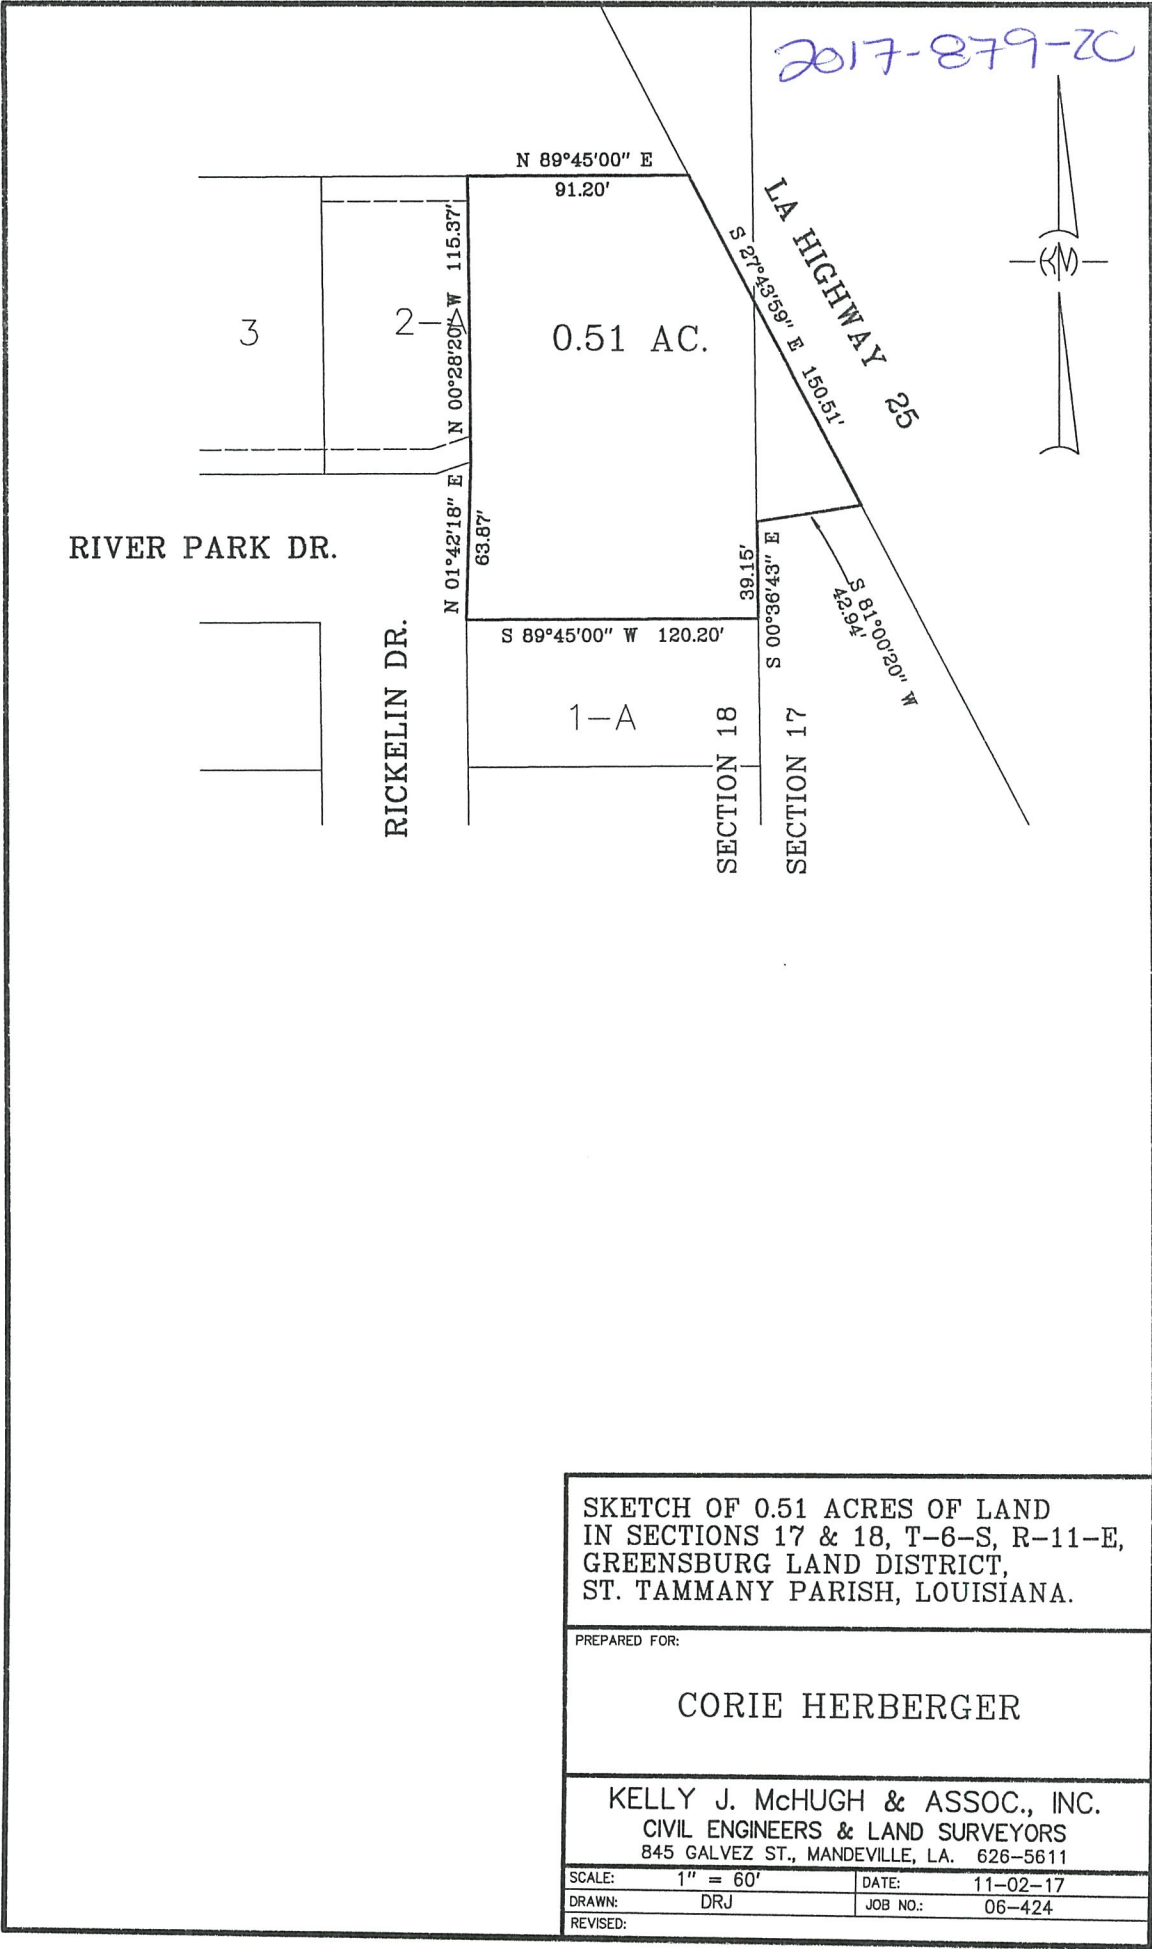 2017-879-ZC
N 89°45'00" E
91.20'
LA HIGHWAY 25
S 27°43'59" E 150.51'
N 00°28'20" W 115.37'
KM
3
2-A
0.51 AC.
N 01°42'18" E
63.87'
RIVER PARK DR.
39.15'
S 00°36'43" E
S 81°00'20" W
42.94'
S 89°45'00" W 120.20'
RICKELIN DR.
1-A
SECTION 18
SECTION 17
SKETCH OF 0.51 ACRES OF LAND
IN SECTIONS 17 & 18, T-6-S, R-11-E,
GREENSBURG LAND DISTRICT,
ST. TAMMANY PARISH, LOUISIANA.
PREPARED FOR:
CORIE HERBERGER
KELLY J. McHUGH & ASSOC., INC.
CIVIL ENGINEERS & LAND SURVEYORS
845 GALVEZ ST., MANDEVILLE, LA. 626-5611
SCALE: 1" = 60' DATE: 11-02-17
DRAWN: DRJ JOB NO.: 06-424
REVISED: